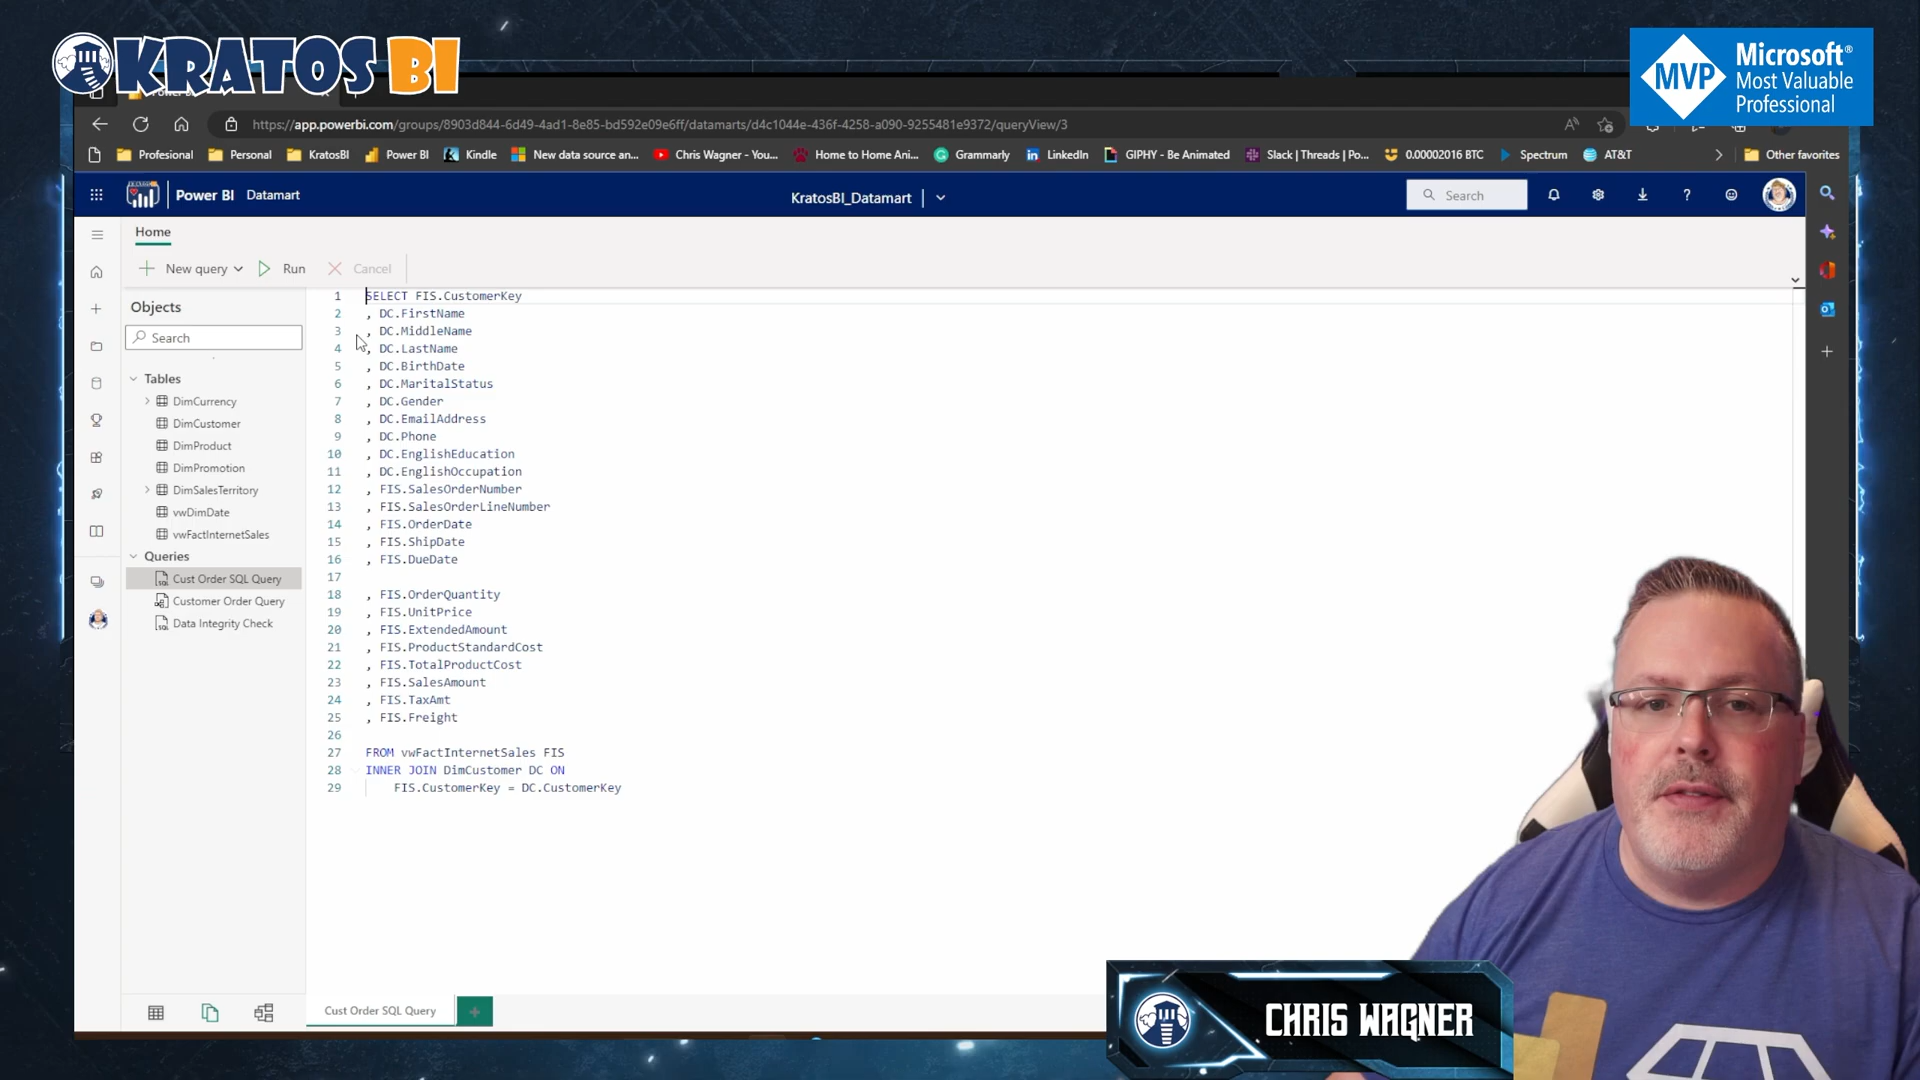 KRATOS BI
MVP
Microsoft®
Most Valuable
Professional
https://app.powerbi.com/groups/8903d844-6d49-4ad1-8e85-bd592e09e6ff/datamarts/d4c1044e-436f-4258-a090-9255481e9372/queryView/3
Profesional
Personal
KratosBI
Power BI
Kindle
New data source an...
Chris Wagner - You...
Home to Home Ani...
Grammarly
LinkedIn
GIPHY - Be Animated
Slack | Threads | Po...
0.00002016 BTC
Spectrum
AT&T
Other favorites
Power BI
Datamart
KratosBI_Datamart
Search
Home
New query
Run
Cancel
Objects
Search
Tables
DimCurrency
DimCustomer
DimProduct
DimPromotion
DimSalesTerritory
vwDimDate
vwFactInternetSales
Queries
Cust Order SQL Query
Customer Order Query
Data Integrity Check
1 SELECT FIS.CustomerKey
2 , DC.FirstName
3 , DC.MiddleName
4 , DC.LastName
5 , DC.BirthDate
6 , DC.MaritalStatus
7 , DC.Gender
8 , DC.EmailAddress
9 , DC.Phone
10 , DC.EnglishEducation
11 , DC.EnglishOccupation
12 , FIS.SalesOrderNumber
13 , FIS.SalesOrderLineNumber
14 , FIS.OrderDate
15 , FIS.ShipDate
16 , FIS.DueDate
17
18 , FIS.OrderQuantity
19 , FIS.UnitPrice
20 , FIS.ExtendedAmount
21 , FIS.ProductStandardCost
22 , FIS.TotalProductCost
23 , FIS.SalesAmount
24 , FIS.TaxAmt
25 , FIS.Freight
26
27 FROM vwFactInternetSales FIS
28 INNER JOIN DimCustomer DC ON
29 FIS.CustomerKey = DC.CustomerKey
Cust Order SQL Query
CHRIS WAGNER